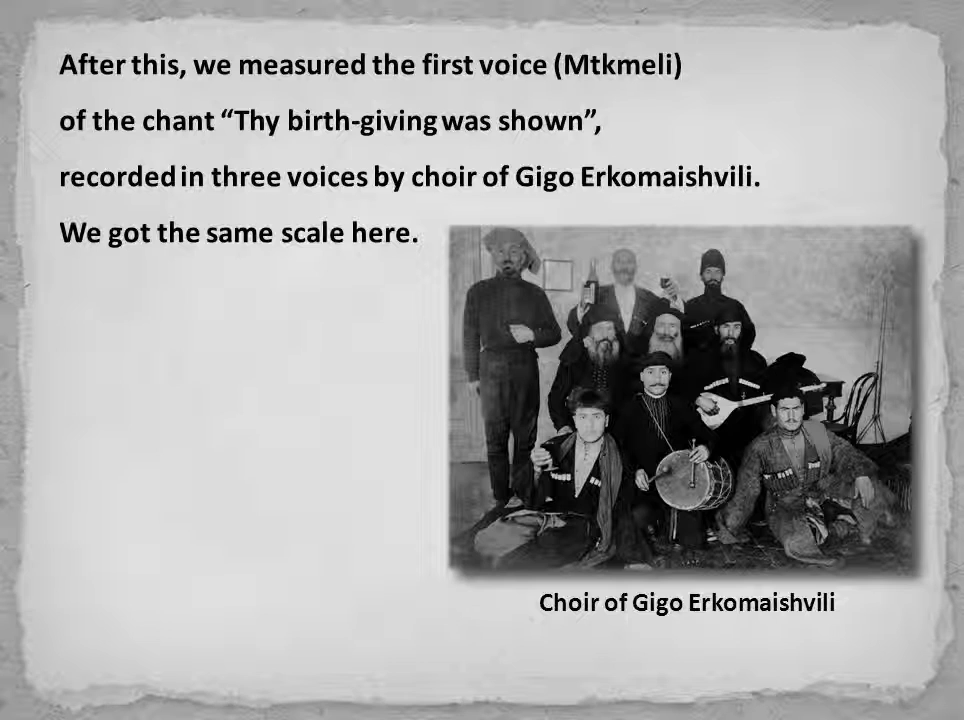 After this, we measured the first voice (Mtkmeli)
of the chant “Thy birth-giving was shown”,
recorded in three voices by choir of Gigo Erkomaishvili.
We got the same scale here.
Choir of Gigo Erkomaishvili